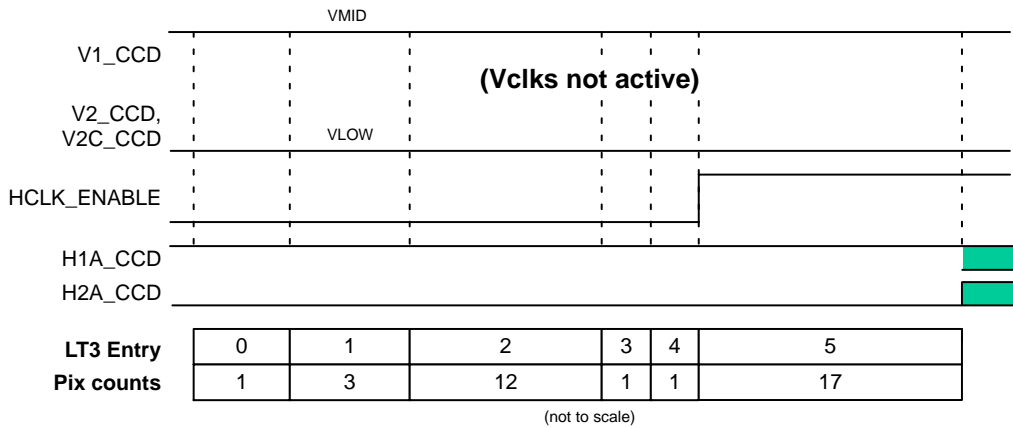 VMID
V1_CCD
(Vclks not active)
V2_CCD,
V2C_CCD
VLOW
HCLK_ENABLE
H1A_CCD
H2A_CCD
LT3 Entry 0 1 2 3 4 5
Pix counts 1 3 12 1 1 17
(not to scale)